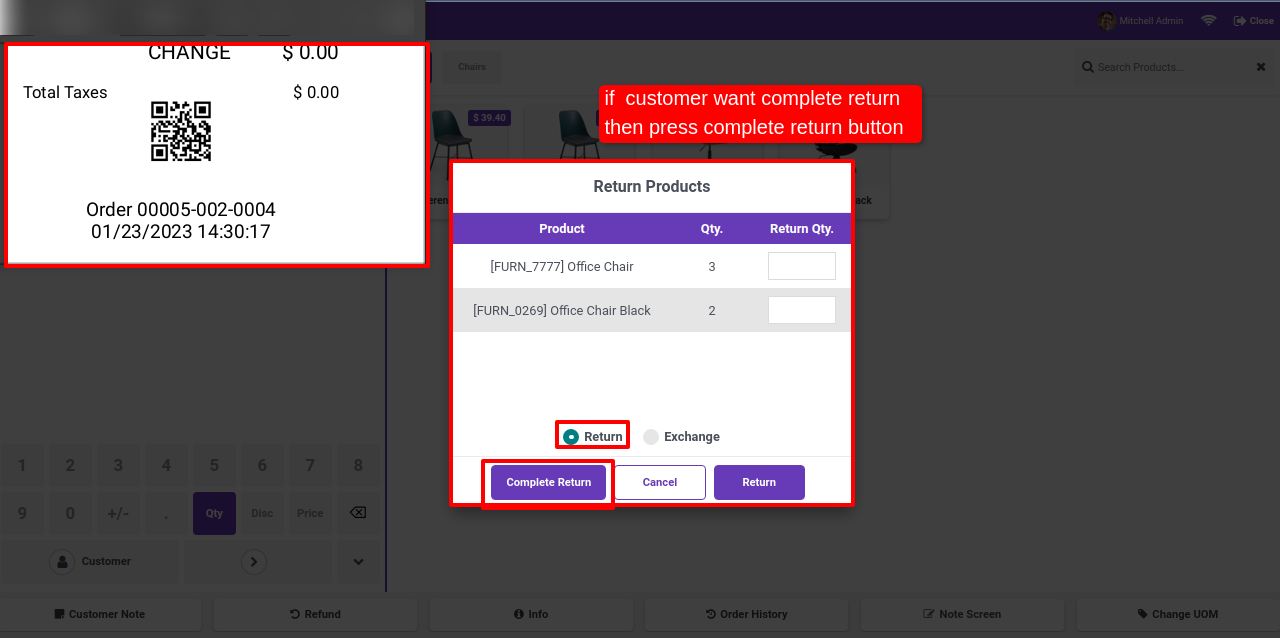 CHANGE $ 0.00
Total Taxes $ 0.00
Order 00005-002-0004
01/23/2023 14:30:17
Mitchell Admin
Close
Chairs
Search Products...
$ 39.40
if  customer want complete return
then press complete return button
Return Products
Product Qty. Return Qty.
[FURN_7777] Office Chair 3
[FURN_0269] Office Chair Black 2
Return Exchange
Complete Return Cancel Return
1 2 3 4 5 6 7 8
9 0 +/- . Qty Disc Price
Customer
Customer Note Refund Info Order History Note Screen Change UOM